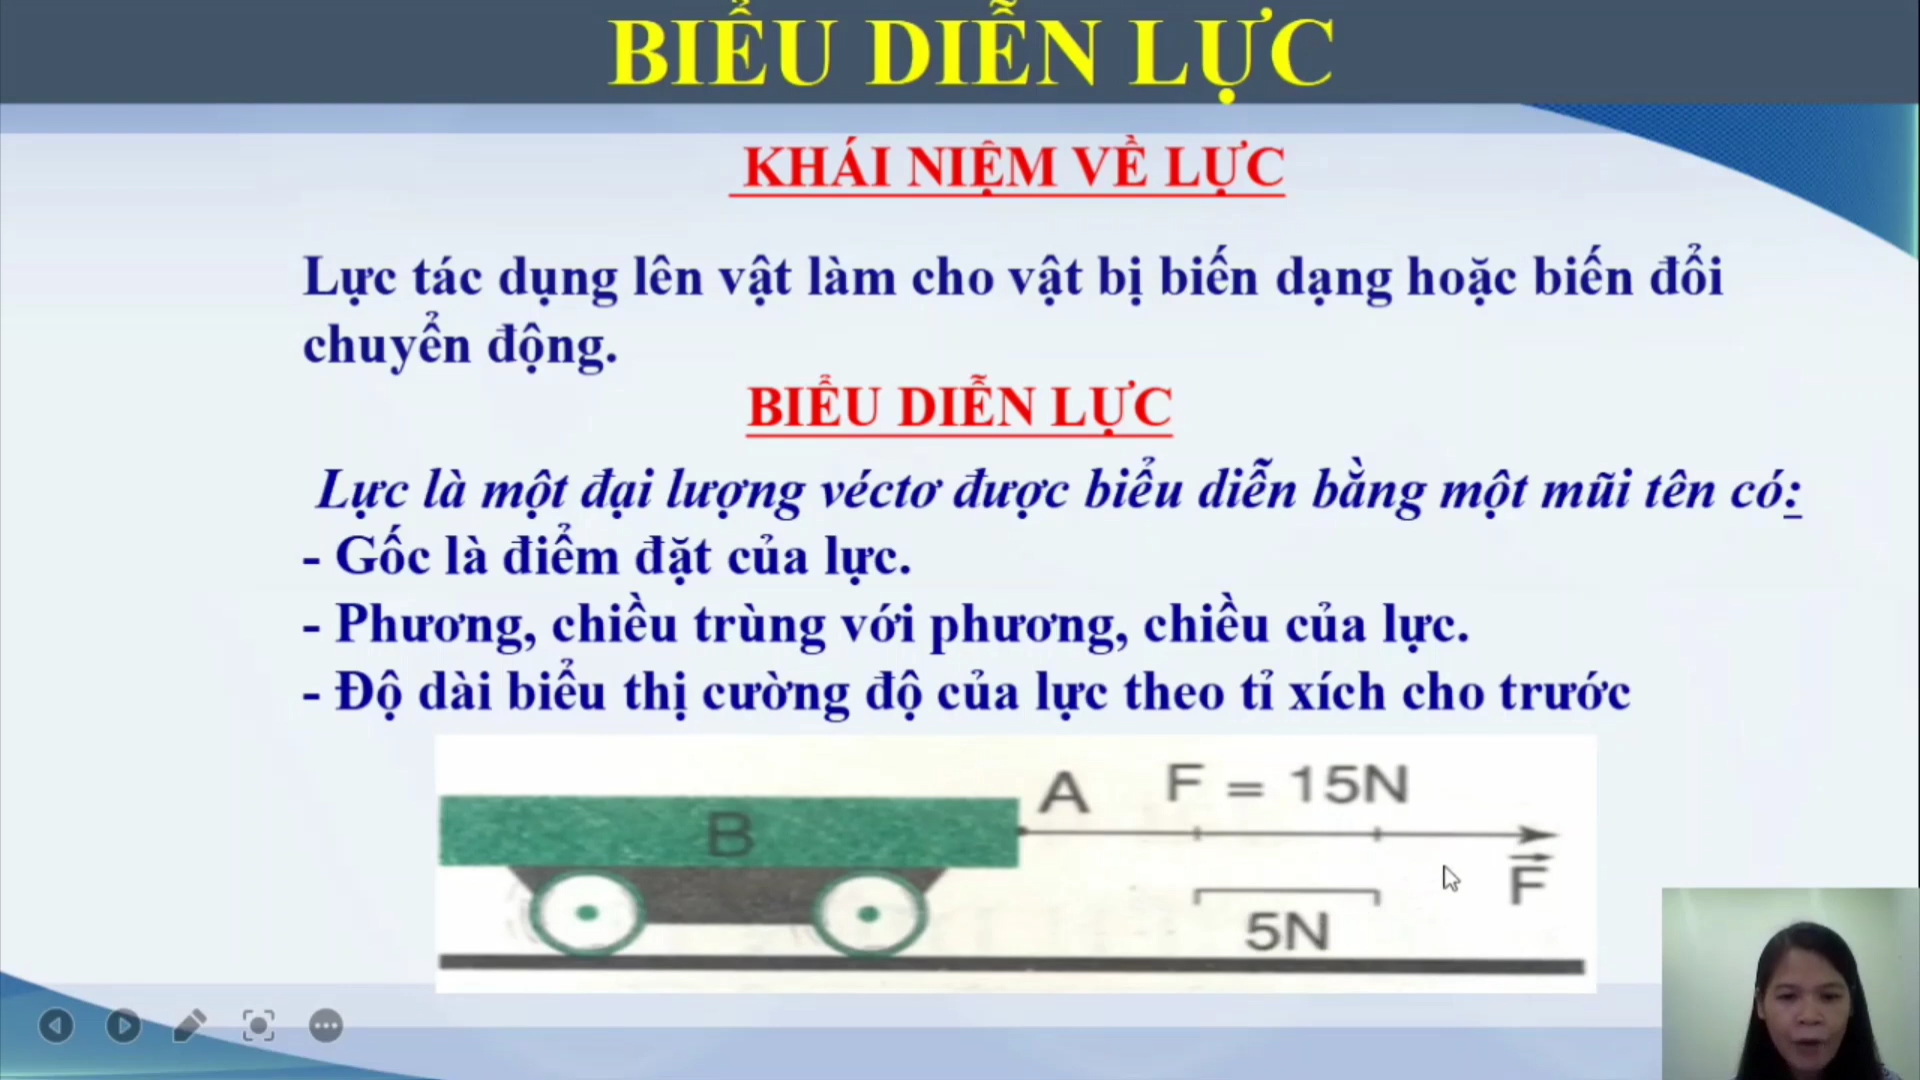 BIỂU DIỄN LỰC
KHÁI NIỆM VỀ LỰC
Lực tác dụng lên vật làm cho vật bị biến dạng hoặc biến đổi
chuyển động.
BIỂU DIỄN LỰC
Lực là một đại lượng véctơ được biểu diễn bằng một mũi tên có:
- Gốc là điểm đặt của lực.
- Phương, chiều trùng với phương, chiều của lực.
- Độ dài biểu thị cường độ của lực theo tỉ xích cho trước
A F = 15N
B
F
5N